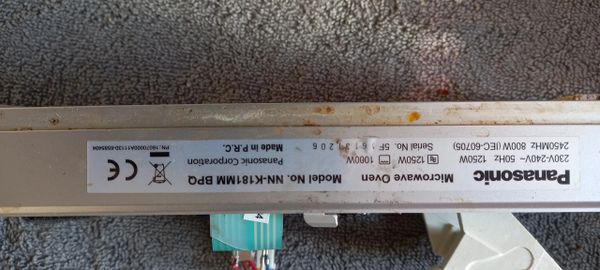 Panasonic
Microwave Oven Model No. NN-K181MM BPQ
230V-240V~ 50Hz 1250W 1250W 1000W Panasonic Corporation
2450MHz 800W (IEC-60705) Serial No. Made in P.R.C.
CE
4